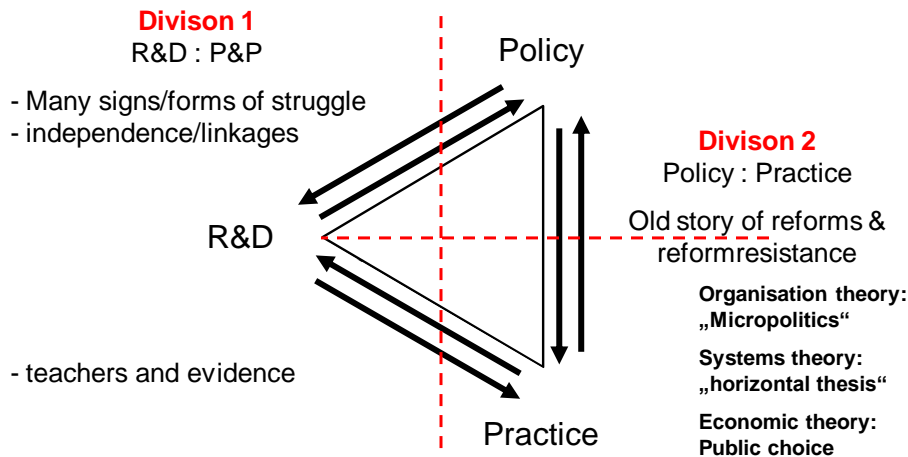 Divison 1
R&D : P&P
- Many signs/forms of struggle
- independence/linkages
Policy
Divison 2
Policy : Practice
R&D
Old story of reforms &
reformresistance
Organisation theory:
„Micropolitics“
Systems theory:
„horizontal thesis“
- teachers and evidence
Practice
Economic theory:
Public choice